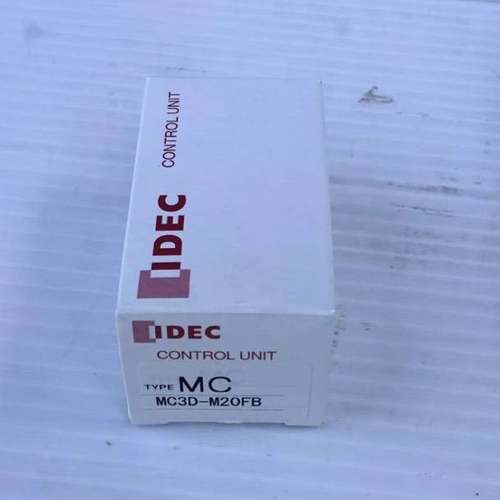 IDEC
CONTROL UNIT
IDEC
CONTROL UNIT
TYPE MC
MC3D-M20FB